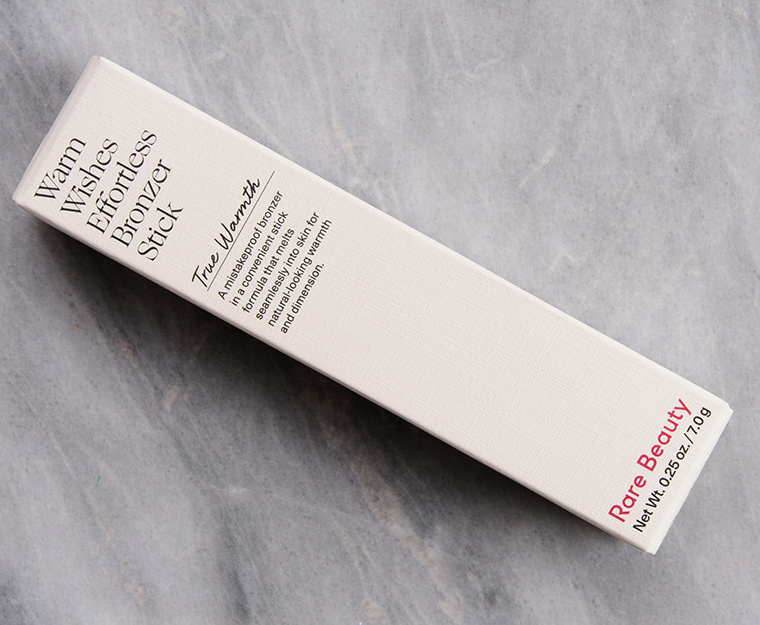 Warm
Wishes
Effortless
Bronzer
Stick
True Warmth
A mistakeproof bronzer
in a convenient stick
formula that melts
seamlessly into skin for
natural-looking warmth
and dimension.
Rare Beauty
Net Wt. 0.25 oz. / 7.0 g